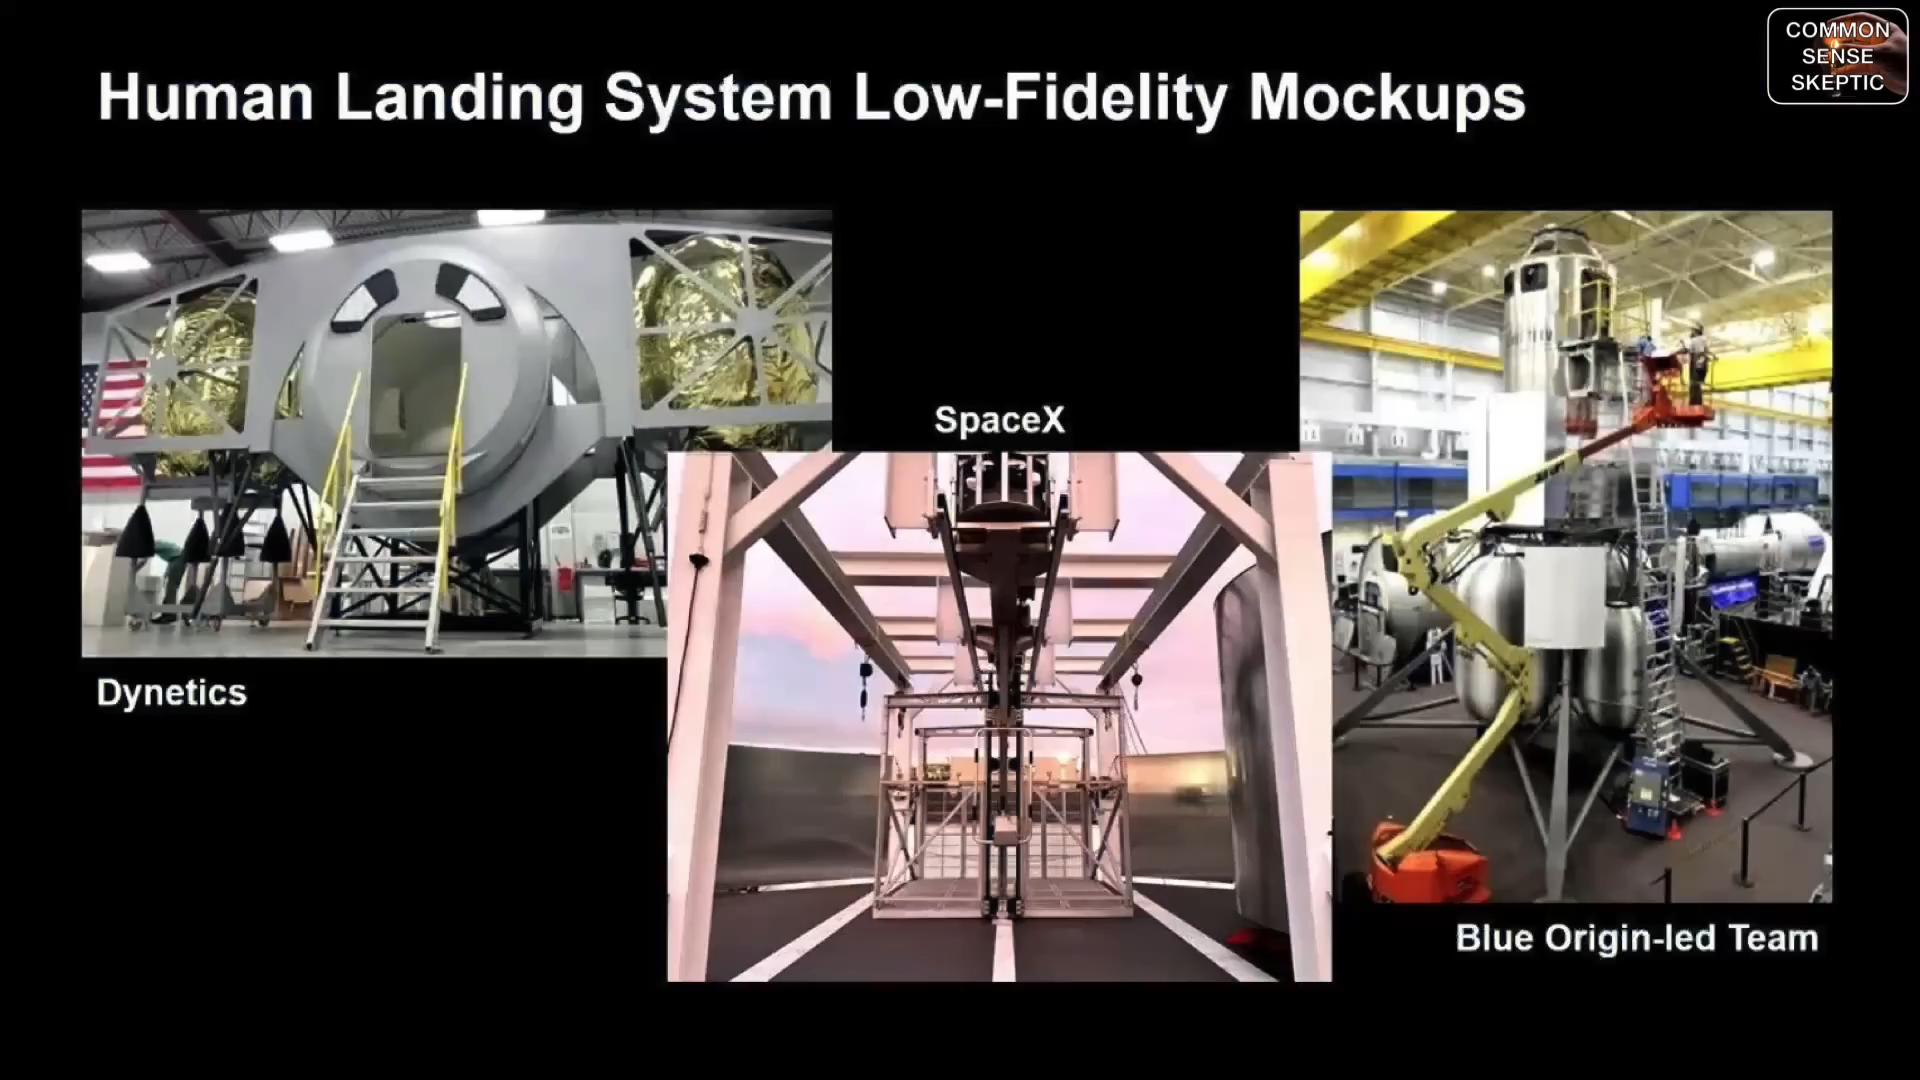 COMMON
SENSE
SKEPTIC
Human Landing System Low-Fidelity Mockups
SpaceX
Dynetics
Blue Origin-led Team